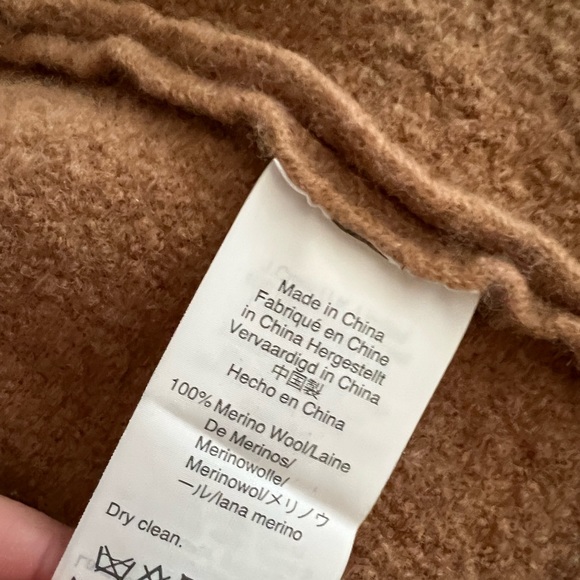 Made in China
Fabriqué en Chine
in China Hergestellt
Vervaardigd in China
中国製
Hecho en China
100% Merino Wool/Laine
De Merinos/
Merinowolle/
Merinowol/メリノウ
ール/lana merino
Dry clean.